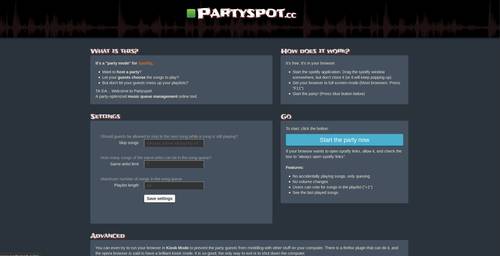 PARTYSPOT.CC
WHAT IS THIS?
It's a "party mode" for Spotify.
Want to host a party?
Let your guests choose the songs to play?
But don't let your guests mess up your playlists?
TA DA ... Welcome to Partyspot!
A party-optimized music queue management online tool.
HOW DOES IT WORK?
It's free, it's in your browser.
Start the spotify application. Drag the spotify window
somewhere, but don't move it (or it will keep popping up).
Set your browser to full screen mode (Most browsers: Press
"F11")
Start the party! (Press blue button below)
SETTINGS
Should guests be allowed to skip to the next song while a song is still playing?
Skip songs
How many songs of the same artist can be in the song queue?
Same artist limit
Maximum number of songs in the song queue
Playlist length
Save settings
GO
To start, click the button:
Start the party now
If your browser wants to open spotify links, allow it, and check the
box to "always open spotify links".
Features:
No accidentally playing songs, only queuing
No volume changes
Users can vote for songs in the playlist ("+1")
See the last played songs
ADVANCED
You can even try to run your browser in Kiosk Mode to prevent the party guests from meddling with other stuff on your computer. There is a firefox plugin that can do it, and
the opera browser is said to have a brilliant kiosk mode. It is so good, the only way to exit is to shut down the computer.